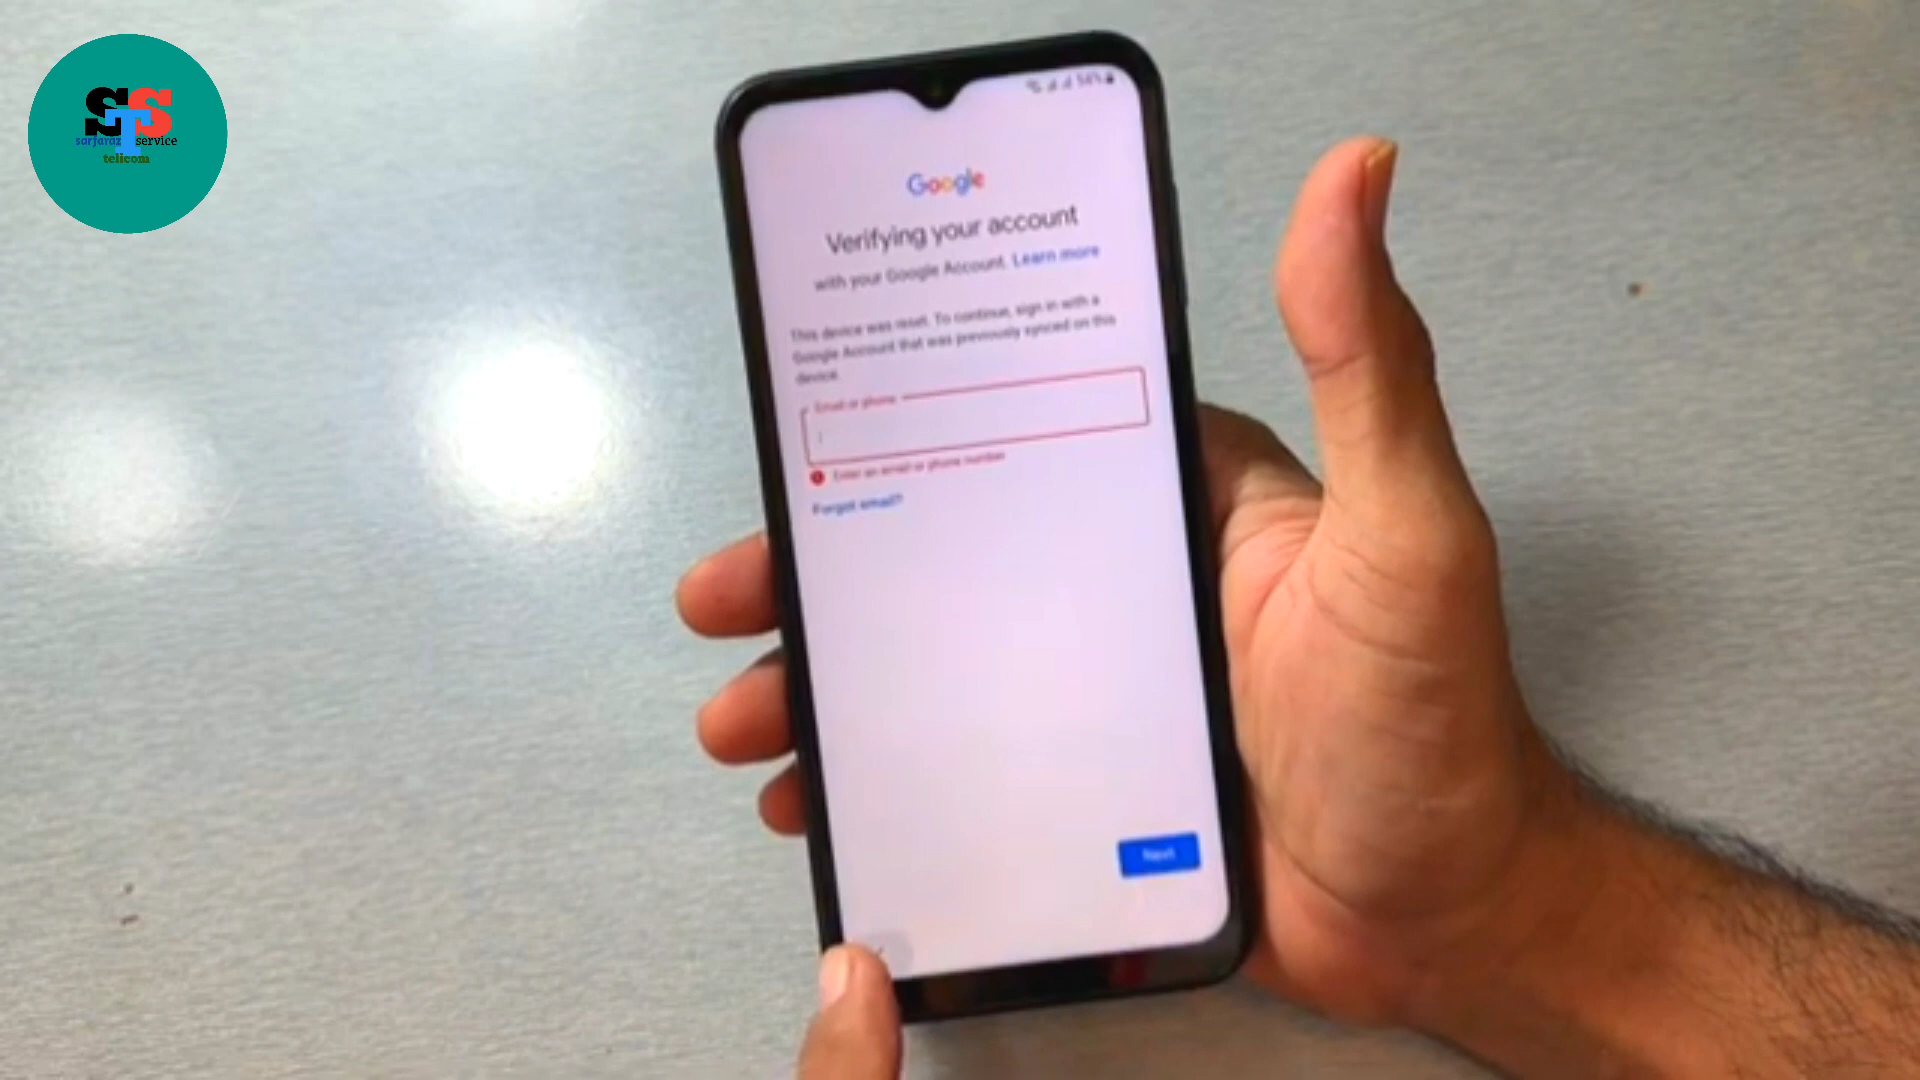 STS
sarfaraz service
telicom
54%
Google
Verifying your account
with your Google Account. Learn more
This device was reset. To continue, sign in with a
Google Account that was previously synced on this
device.
Email or phone
Enter an email or phone number
Forgot email?
Next